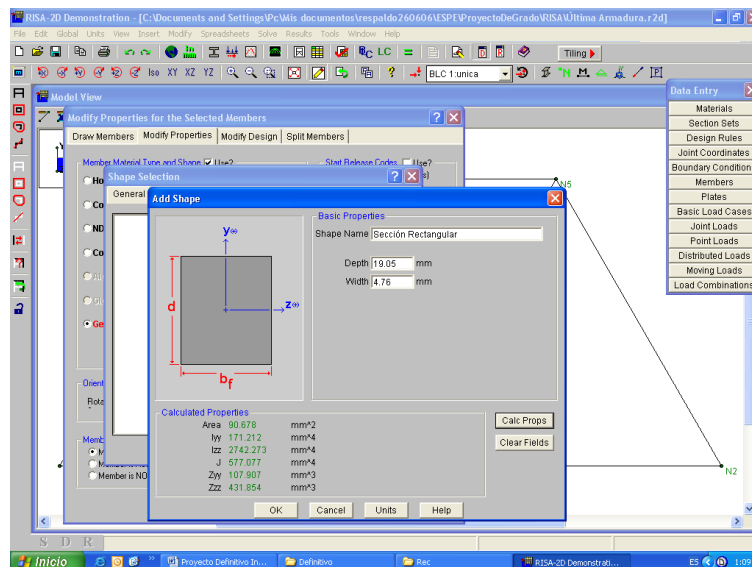 RISA-2D Demonstration - [C:\Documents and Settings\Pc\Mis documentos\respaldo260606\ESPE\ProyectoDeGrado\RISA\Última Armadura.r2d]
File Edit Global Units View Insert Modify Spreadsheets Solve Results Tools Window Help
Tiling
Iso XY XZ YZ
BLC 1:unica
Model View
Data Entry
Materials
Section Sets
Design Rules
Joint Coordinates
Boundary Condition
Members
Plates
Basic Load Cases
Joint Loads
Point Loads
Distributed Loads
Moving Loads
Load Combinations
Modify Properties for the Selected Members
Draw Members Modify Properties Modify Design Split Members
Member Material Type and Shape Use?
Start Release Codes Use?
Shape Selection
General
Add Shape
y
z
d
bf
Basic Properties
Shape Name Sección Rectangular
Depth 19.05 mm
Width 4.76 mm
Calculated Properties
Area 90.678 mm^2
Iyy 171.212 mm^4
Izz 2742.273 mm^4
J 577.077 mm^4
Zyy 107.907 mm^3
Zzz 431.854 mm^3
Calc Props
Clear Fields
OK Cancel Units Help
Member is NO
N5
N2
S D R
Inicio
Proyecto Definitivo In...
Definitivo
Rec
RISA-2D Demonstrati...
ES
1:09